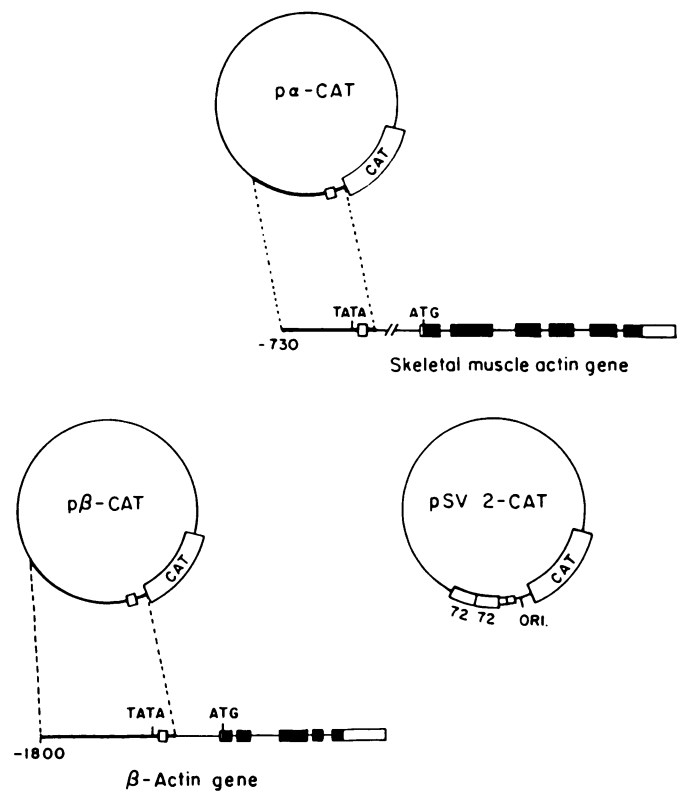 pα-CAT
CAT
TATA
ATG
-730
Skeletal muscle actin gene
pβ-CAT
CAT
pSV 2-CAT
CAT
72 72
ORI.
TATA
ATG
-1800
β-Actin gene